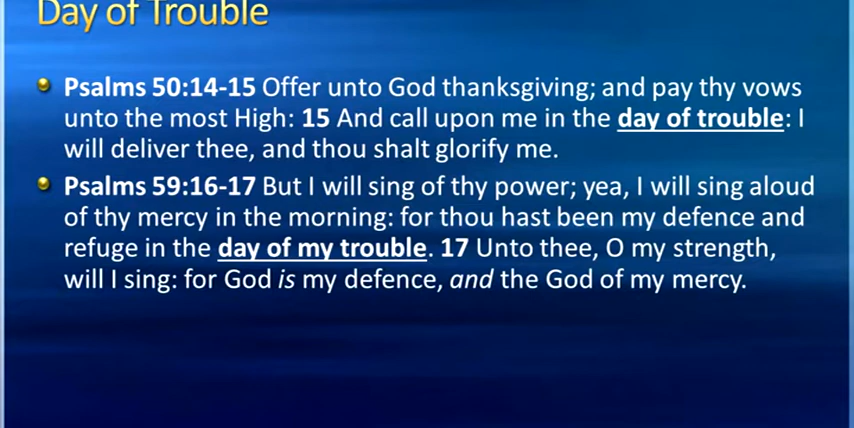 Day of Trouble
Psalms 50:14-15 Offer unto God thanksgiving; and pay thy vows
unto the most High: 15 And call upon me in the day of trouble: I
will deliver thee, and thou shalt glorify me.
Psalms 59:16-17 But I will sing of thy power; yea, I will sing aloud
of thy mercy in the morning: for thou hast been my defence and
refuge in the day of my trouble. 17 Unto thee, O my strength,
will I sing: for God is my defence, and the God of my mercy.